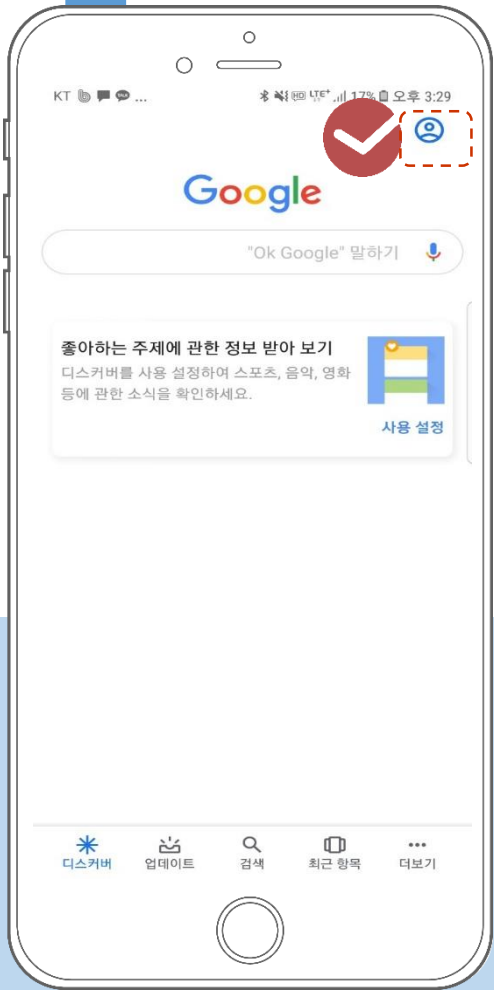 KT ... HD LTE+ 17% 오후 3:29
Google
"Ok Google" 말하기
좋아하는 주제에 관한 정보 받아 보기
디스커버를 사용 설정하여 스포츠, 음악, 영화
등에 관한 소식을 확인하세요.
사용 설정
디스커버 업데이트 검색 최근 항목 더보기